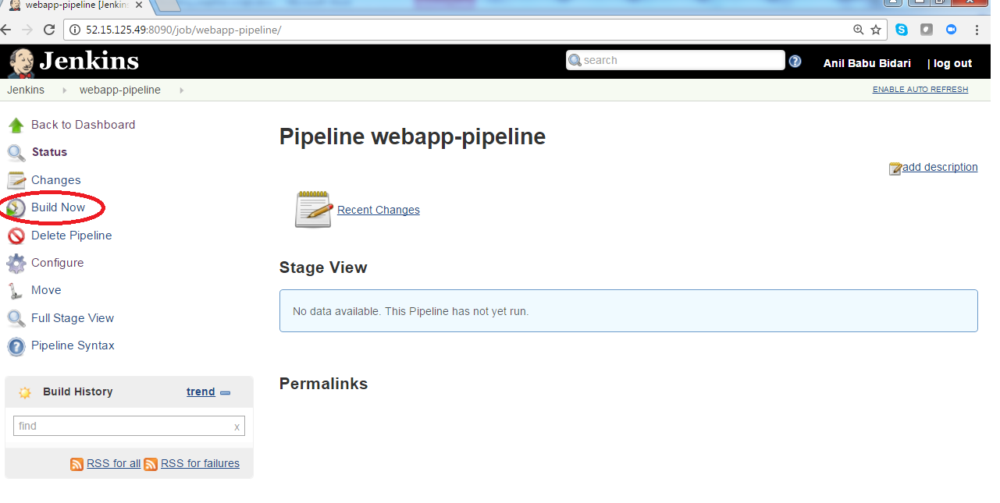 webapp-pipeline [Jenkins
52.15.125.49:8090/job/webapp-pipeline/
Jenkins
search
Anil Babu Bidari
| log out
Jenkins
webapp-pipeline
ENABLE AUTO REFRESH
Back to Dashboard
Status
Changes
Build Now
Delete Pipeline
Configure
Move
Full Stage View
Pipeline Syntax
Build History
trend
find
x
RSS for all
RSS for failures
Pipeline webapp-pipeline
add description
Recent Changes
Stage View
No data available. This Pipeline has not yet run.
Permalinks